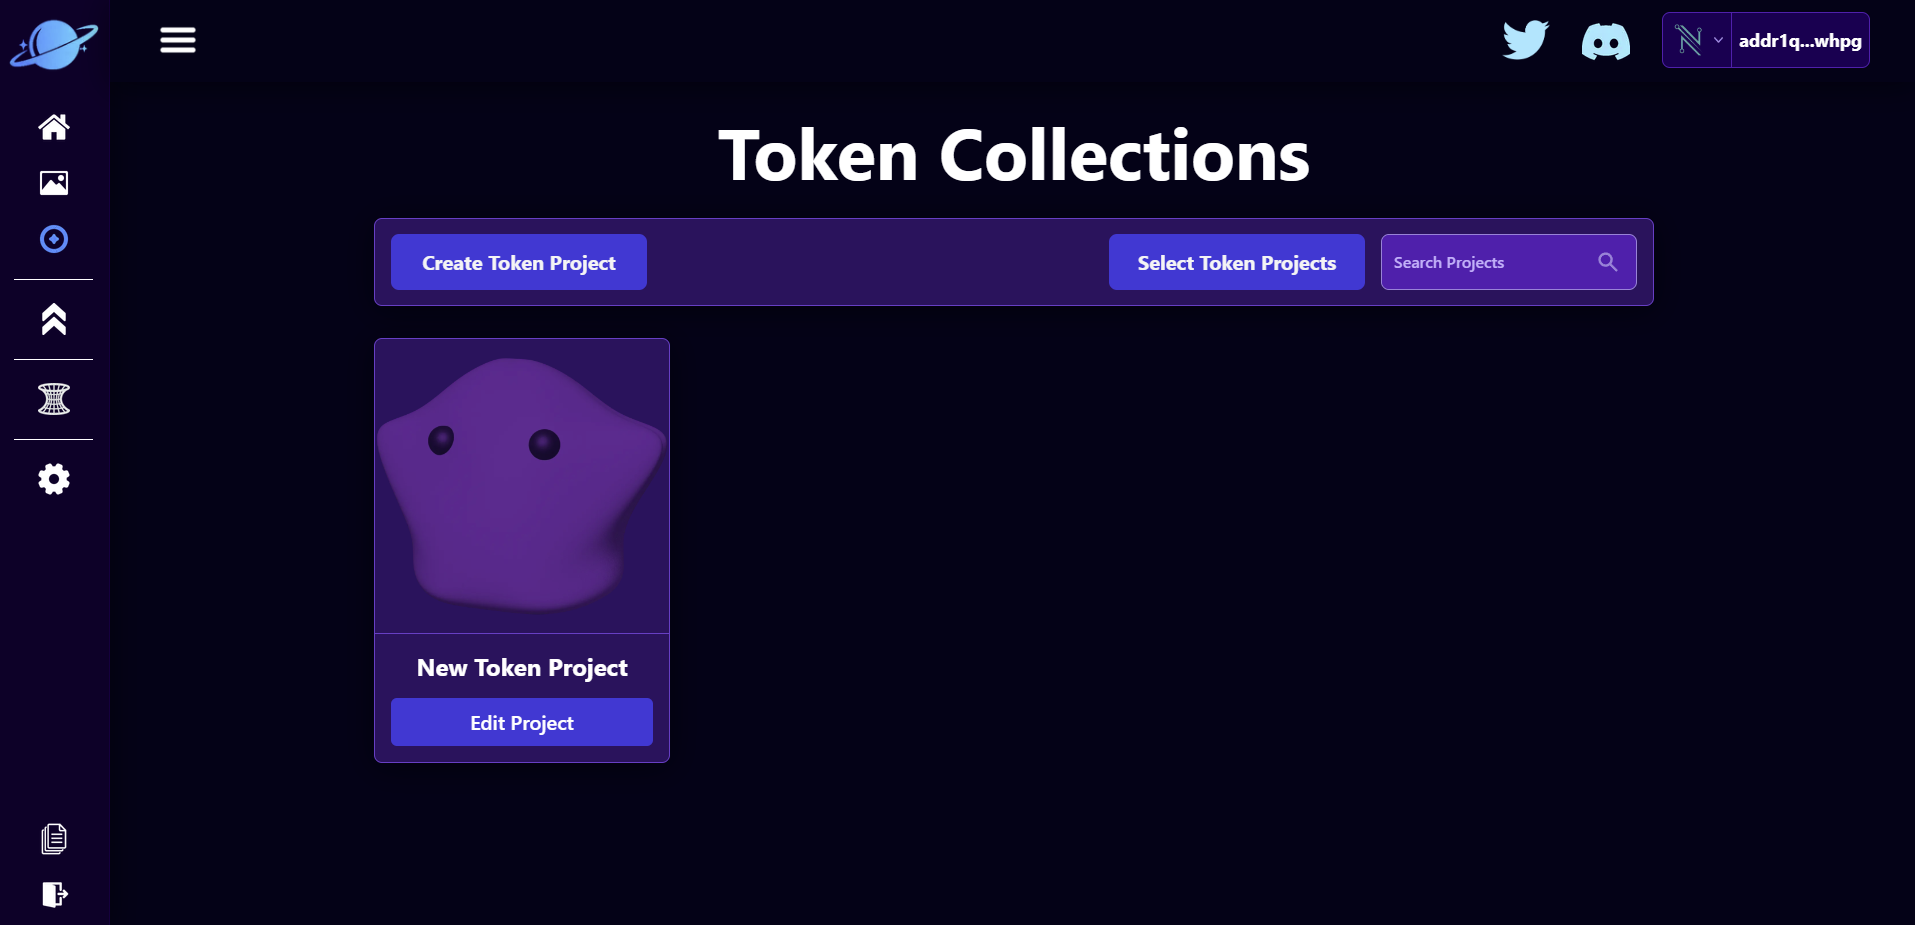 addr1q...whpg
Token Collections
Create Token Project
Select Token Projects
Search Projects
New Token Project
Edit Project